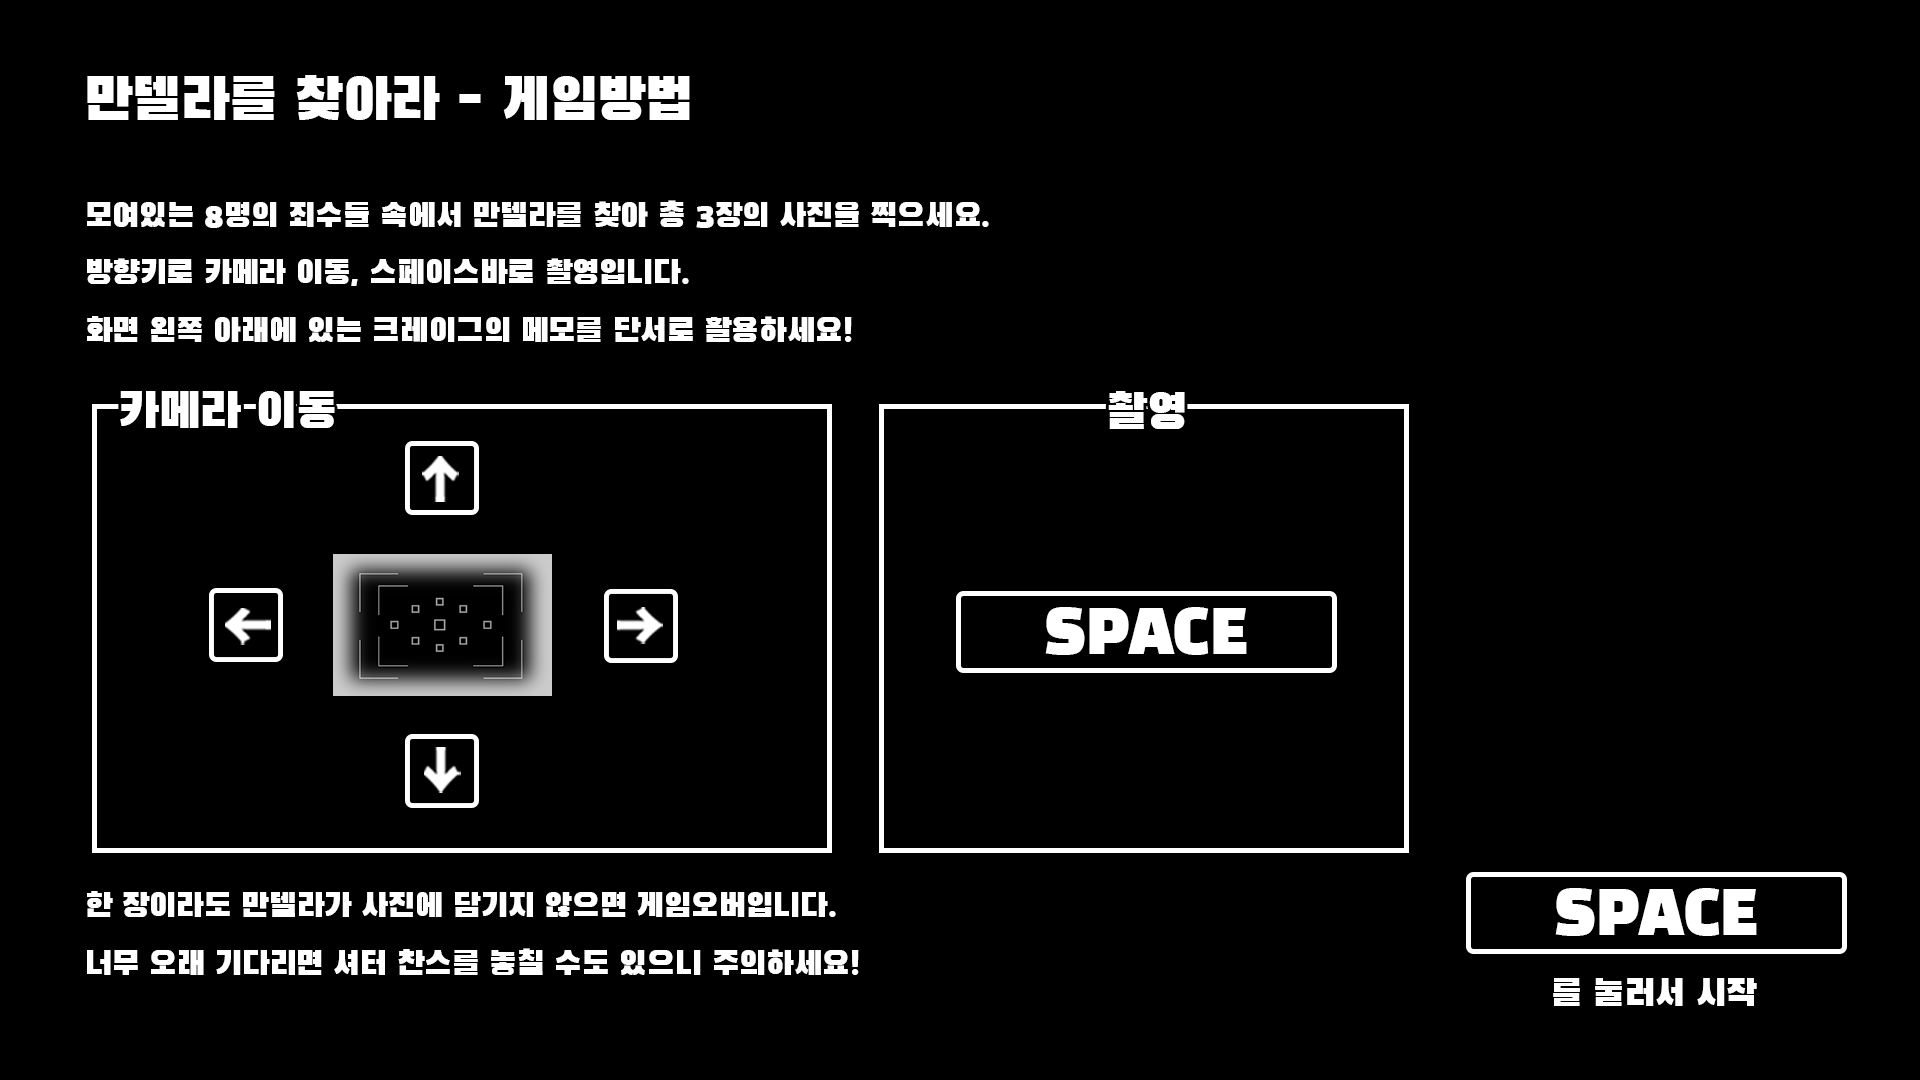 만델라를 찾아라 - 게임방법
모여있는 8명의 죄수들 속에서 만델라를 찾아 총 3장의 사진을 찍으세요.
방향키로 카메라 이동, 스페이스바로 촬영입니다.
화면 왼쪽 아래에 있는 크레이그의 메모를 단서로 활용하세요!
카메라 이동
촬영
SPACE
한 장이라도 만델라가 사진에 담기지 않으면 게임오버입니다.
너무 오래 기다리면 셔터 찬스를 놓칠 수도 있으니 주의하세요!
SPACE
를 눌러서 시작